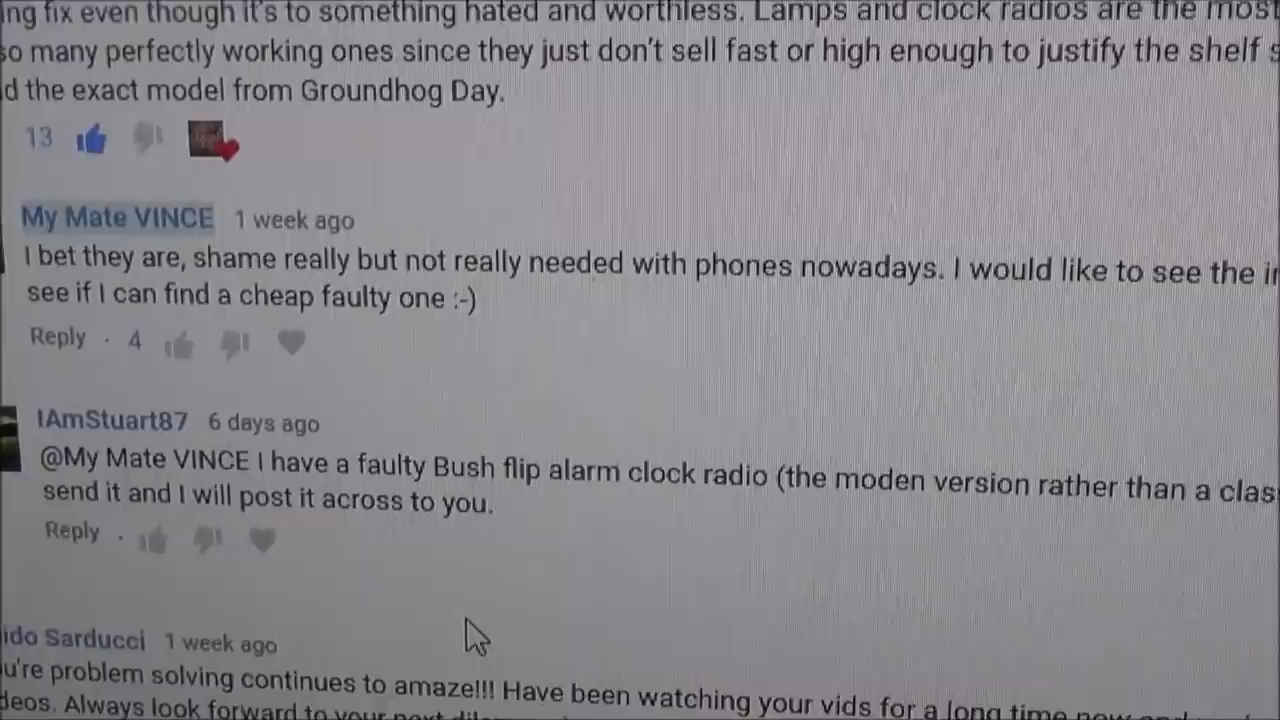 ing fix even though it's to something hated and worthless. Lamps and clock radios are the most
so many perfectly working ones since they just don't sell fast or high enough to justify the shelf s
d the exact model from Groundhog Day.
13
My Mate VINCE 1 week ago
I bet they are, shame really but not really needed with phones nowadays. I would like to see the in
see if I can find a cheap faulty one :-)
Reply · 4
IAmStuart87 6 days ago
@My Mate VINCE I have a faulty Bush flip alarm clock radio (the moden version rather than a clas
send it and I will post it across to you.
Reply ·
ido Sarducci 1 week ago
u're problem solving continues to amaze!!! Have been watching your vids for a long time now and
deos. Always look forward to your next